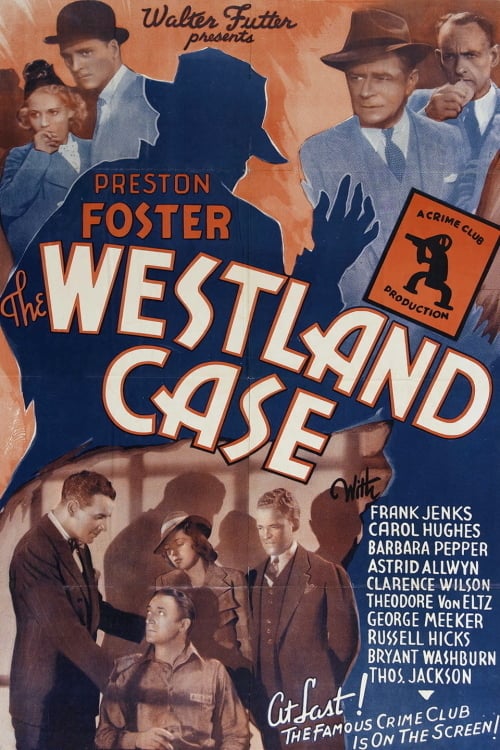 Walter Futter
presents
PRESTON
FOSTER
The WESTLAND
CASE
A CRIME CLUB
PRODUCTION
With
FRANK JENKS
CAROL HUGHES
BARBARA PEPPER
ASTRID ALLWYN
CLARENCE WILSON
THEODORE VON ELTZ
GEORGE MEEKER
RUSSELL HICKS
BRYANT WASHBURN
THOS. JACKSON
At Last!
THE FAMOUS CRIME CLUB
IS ON THE SCREEN!